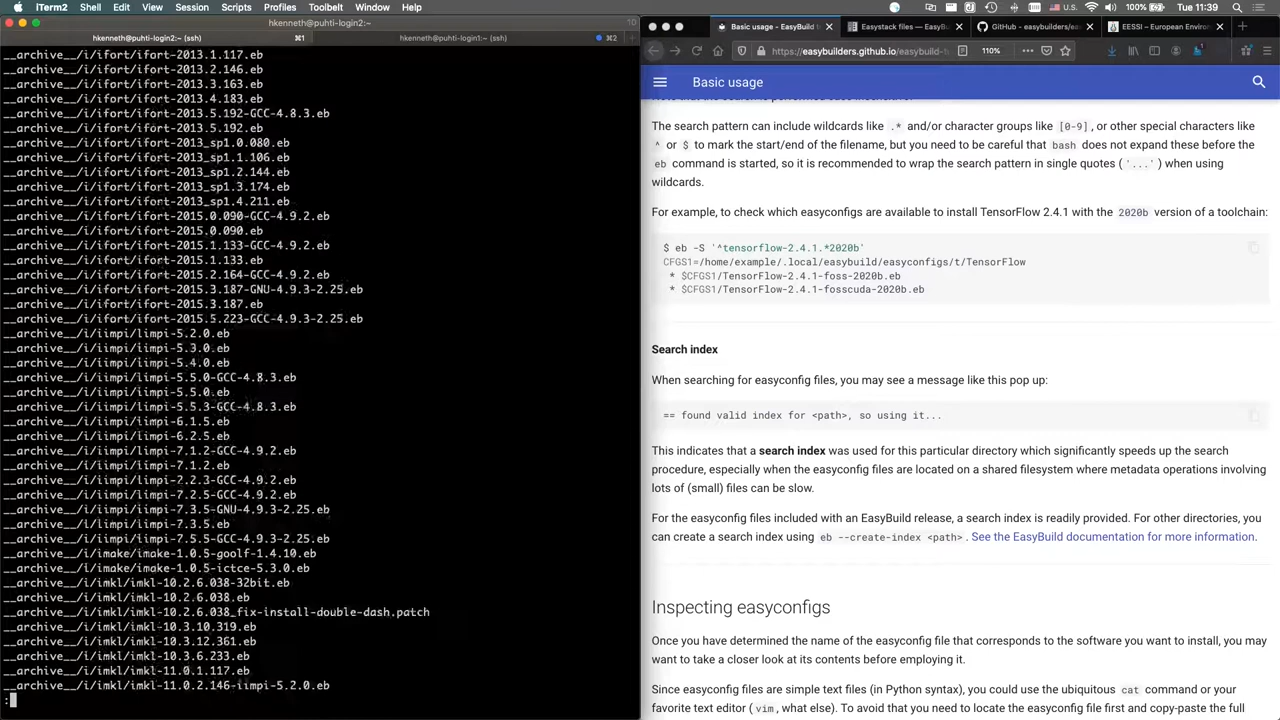 iTerm2 Shell Edit View Session Scripts Profiles Toolbelt Window Help
U.S. Tue 11:39
hkenneth@puhti-login2:~
hkenneth@puhti-login2:~ (ssh) ⌘1 hkenneth@puhti-login1:~ (ssh) ⌘2
__archive__/i/ifort/ifort-2013.1.117.eb
__archive__/i/ifort/ifort-2013.2.146.eb
__archive__/i/ifort/ifort-2013.3.163.eb
__archive__/i/ifort/ifort-2013.4.183.eb
__archive__/i/ifort/ifort-2013.5.192-GCC-4.8.3.eb
__archive__/i/ifort/ifort-2013.5.192.eb
__archive__/i/ifort/ifort-2013_sp1.0.080.eb
__archive__/i/ifort/ifort-2013_sp1.1.106.eb
__archive__/i/ifort/ifort-2013_sp1.2.144.eb
__archive__/i/ifort/ifort-2013_sp1.3.174.eb
__archive__/i/ifort/ifort-2013_sp1.4.211.eb
__archive__/i/ifort/ifort-2015.0.090-GCC-4.9.2.eb
__archive__/i/ifort/ifort-2015.0.090.eb
__archive__/i/ifort/ifort-2015.1.133-GCC-4.9.2.eb
__archive__/i/ifort/ifort-2015.1.133.eb
__archive__/i/ifort/ifort-2015.2.164-GCC-4.9.2.eb
__archive__/i/ifort/ifort-2015.3.187-GNU-4.9.3-2.25.eb
__archive__/i/ifort/ifort-2015.3.187.eb
__archive__/i/ifort/ifort-2015.5.223-GCC-4.9.3-2.25.eb
__archive__/i/iimpi/iimpi-5.2.0.eb
__archive__/i/iimpi/iimpi-5.3.0.eb
__archive__/i/iimpi/iimpi-5.4.0.eb
__archive__/i/iimpi/iimpi-5.5.0-GCC-4.8.3.eb
__archive__/i/iimpi/iimpi-5.5.0.eb
__archive__/i/iimpi/iimpi-5.5.3-GCC-4.8.3.eb
__archive__/i/iimpi/iimpi-6.1.5.eb
__archive__/i/iimpi/iimpi-6.2.5.eb
__archive__/i/iimpi/iimpi-7.1.2-GCC-4.9.2.eb
__archive__/i/iimpi/iimpi-7.1.2.eb
__archive__/i/iimpi/iimpi-7.2.3-GCC-4.9.2.eb
__archive__/i/iimpi/iimpi-7.2.5-GCC-4.9.2.eb
__archive__/i/iimpi/iimpi-7.3.5-GNU-4.9.3-2.25.eb
__archive__/i/iimpi/iimpi-7.3.5.eb
__archive__/i/iimpi/iimpi-7.5.5-GCC-4.9.3-2.25.eb
__archive__/i/imake/imake-1.0.5-goolf-1.4.10.eb
__archive__/i/imake/imake-1.0.5-ictce-5.3.0.eb
__archive__/i/imkl/imkl-10.2.6.038-32bit.eb
__archive__/i/imkl/imkl-10.2.6.038.eb
__archive__/i/imkl/imkl-10.2.6.038_fix-install-double-dash.patch
__archive__/i/imkl/imkl-10.3.10.319.eb
__archive__/i/imkl/imkl-10.3.12.361.eb
__archive__/i/imkl/imkl-10.3.6.233.eb
__archive__/i/imkl/imkl-11.0.1.117.eb
__archive__/i/imkl/imkl-11.0.2.146-iimpi-5.2.0.eb
:
Basic usage - EasyBuild t Easystack files — EasyBu GitHub - easybuilders/e EESSI – European Enviro
https://easybuilders.github.io/easybuild- 110%
Basic usage
The search pattern can include wildcards like .* and/or character groups like [0-9], or other special characters like
^ or $ to mark the start/end of the filename, but you need to be careful that bash does not expand these before the
eb command is started, so it is recommended to wrap the search pattern in single quotes ('...') when using
wildcards.
For example, to check which easyconfigs are available to install TensorFlow 2.4.1 with the 2020b version of a toolchain:
$ eb -S '^tensorflow-2.4.1.*2020b'
CFGS1=/home/example/.local/easybuild/easyconfigs/t/TensorFlow
* $CFGS1/TensorFlow-2.4.1-foss-2020b.eb
* $CFGS1/TensorFlow-2.4.1-fosscuda-2020b.eb
Search index
When searching for easyconfig files, you may see a message like this pop up:
== found valid index for <path>, so using it...
This indicates that a search index was used for this particular directory which significantly speeds up the search
procedure, especially when the easyconfig files are located on a shared filesystem where metadata operations involving
lots of (small) files can be slow.
For the easyconfig files included with an EasyBuild release, a search index is readily provided. For other directories, you
can create a search index using eb --create-index <path>. See the EasyBuild documentation for more information.
Inspecting easyconfigs
Once you have determined the name of the easyconfig file that corresponds to the software you want to install, you may
want to take a closer look at its contents before employing it.
Since easyconfig files are simple text files (in Python syntax), you could use the ubiquitous cat command or your
favorite text editor (vim, what else). To avoid that you need to locate the easyconfig file first and copy-paste the full